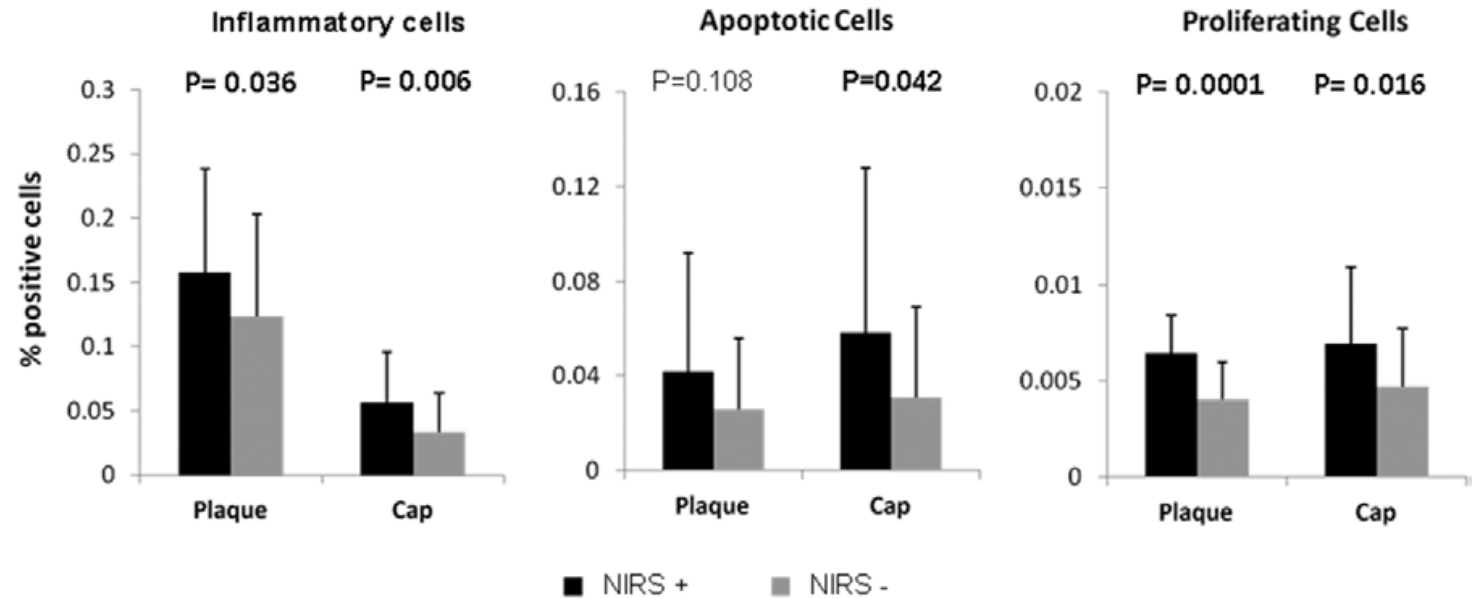 Inflammatory cells
P= 0.036 P= 0.006
% positive cells
0.3
0.25
0.2
0.15
0.1
0.05
0
Plaque Cap
Apoptotic Cells
P=0.108 P=0.042
0.16
0.12
0.08
0.04
0
Plaque Cap
Proliferating Cells
P= 0.0001 P= 0.016
0.02
0.015
0.01
0.005
0
Plaque Cap
NIRS + NIRS -